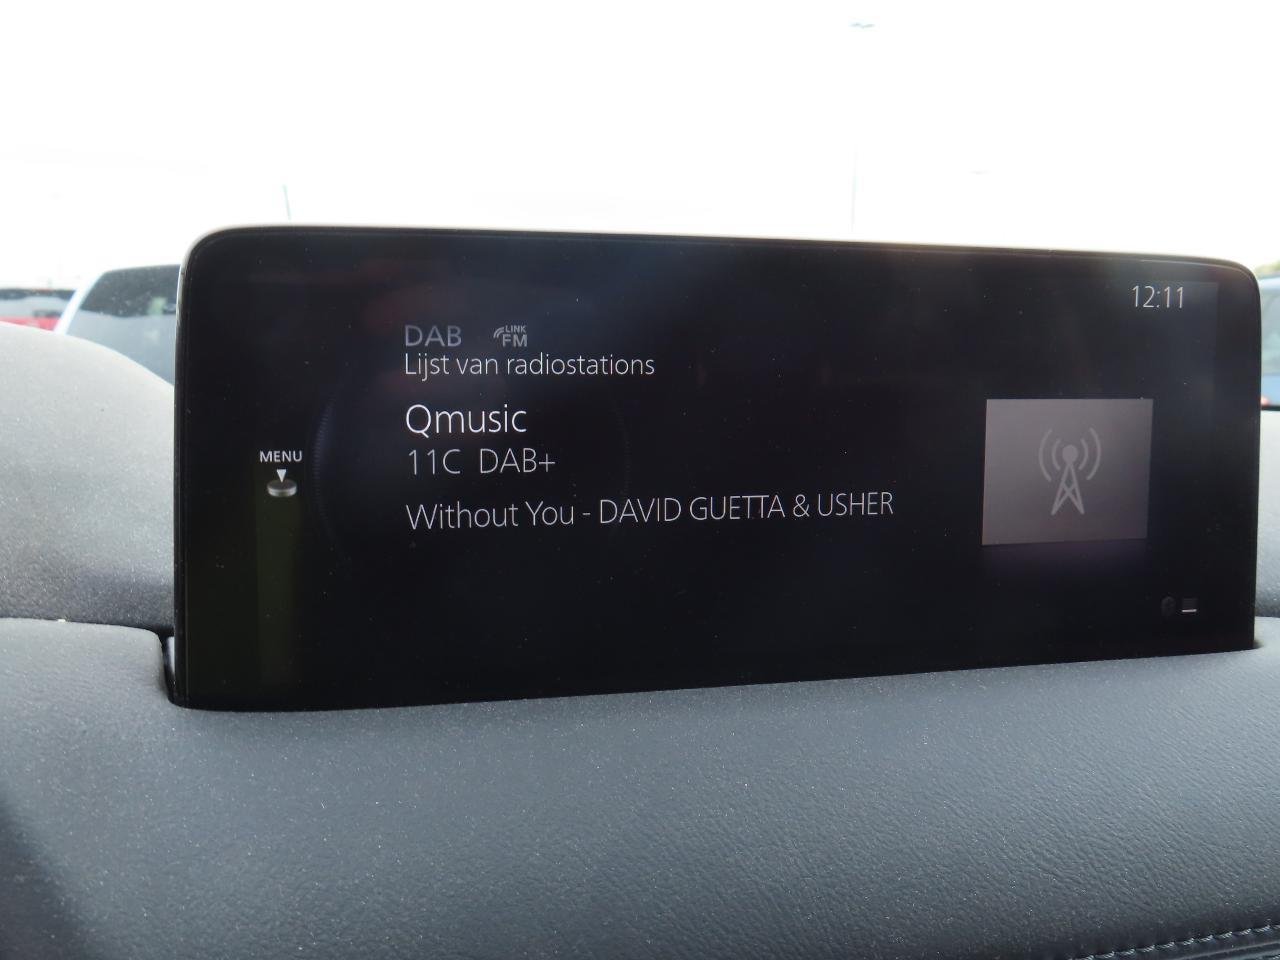 12:11
DAB LINK FM
Lijst van radiostations
Qmusic
11C DAB+
MENU
Without You - DAVID GUETTA & USHER